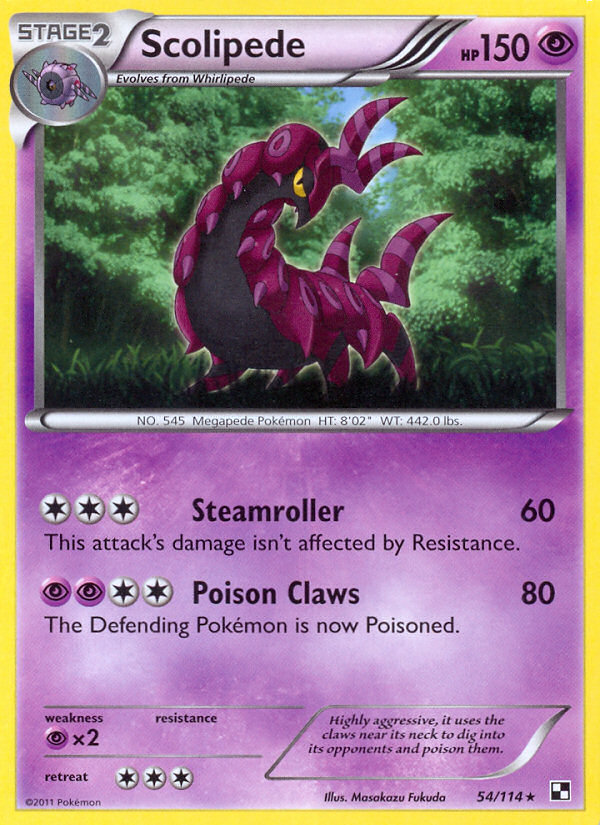 STAGE2
Scolipede
HP150
Evolves from Whirlipede
NO. 545 Megapede Pokémon HT: 8'02" WT: 442.0 lbs.
Steamroller 60
This attack's damage isn't affected by Resistance.
Poison Claws 80
The Defending Pokémon is now Poisoned.
weakness resistance
×2
retreat
Highly aggressive, it uses the
claws near its neck to dig into
its opponents and poison them.
©2011 Pokémon
Illus. Masakazu Fukuda
54/114★